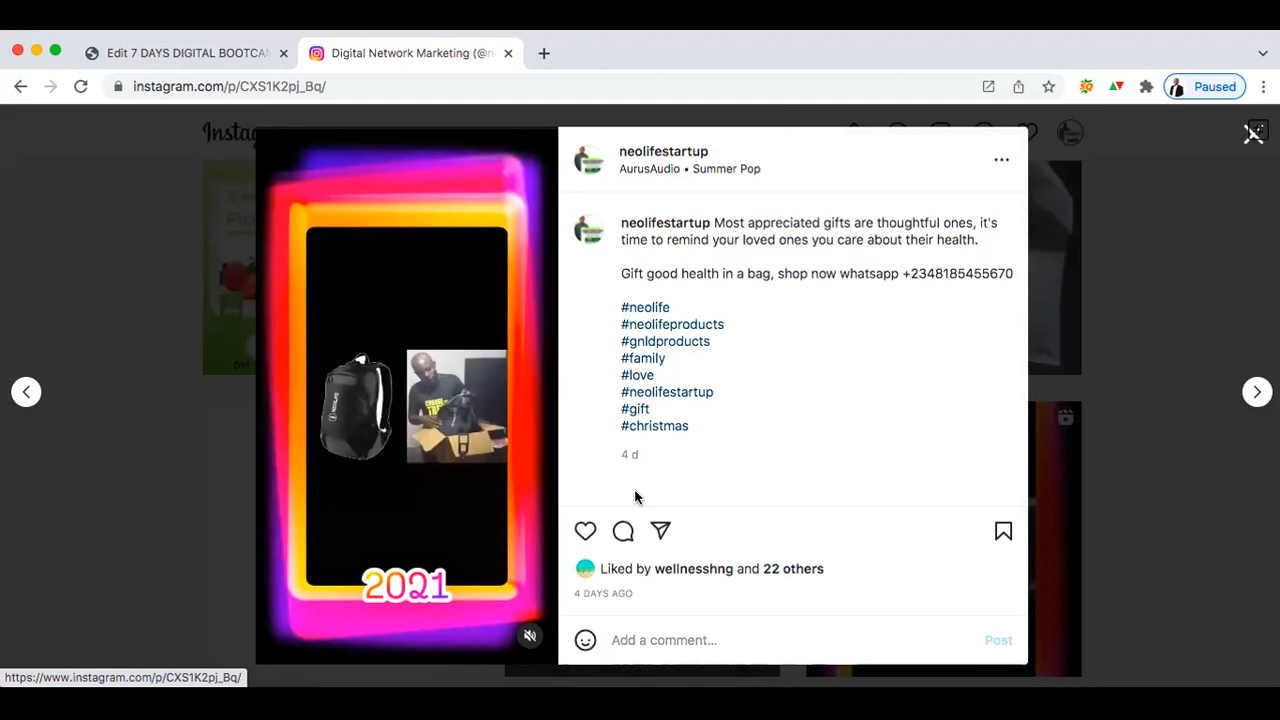 Edit 7 DAYS DIGITAL BOOTCA
Digital Network Marketing (@n
instagram.com/p/CXS1K2pj_Bq/
Paused
Insta
neolifestartup
AurusAudio • Summer Pop
neolifestartup Most appreciated gifts are thoughtful ones, it's
time to remind your loved ones you care about their health.
Gift good health in a bag, shop now whatsapp +2348185455670
#neolife
#neolifeproducts
#gnldproducts
#family
#love
#neolifestartup
#gift
#christmas
4 d
2021
Liked by wellnesshng and 22 others
4 DAYS AGO
Add a comment...
Post
https://www.instagram.com/p/CXS1K2pj_Bq/